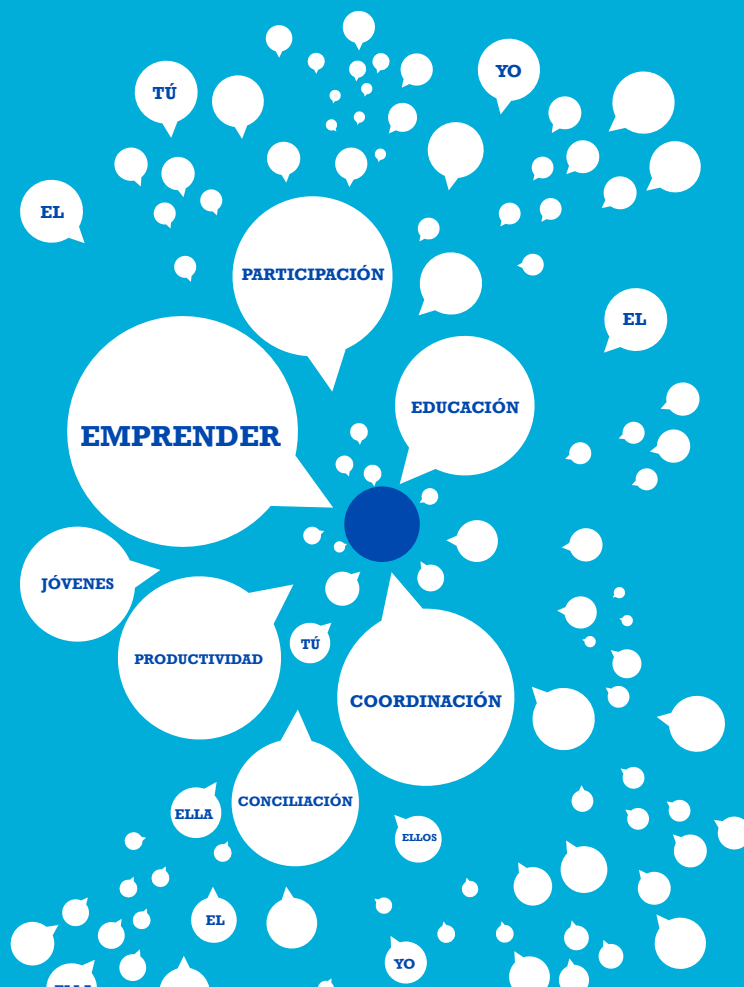 YO
TÚ
EL
PARTICIPACIÓN
EL
EDUCACIÓN
EMPRENDER
JÓVENES
TÚ
PRODUCTIVIDAD
COORDINACIÓN
CONCILIACIÓN
ELLA
ELLOS
EL
YO